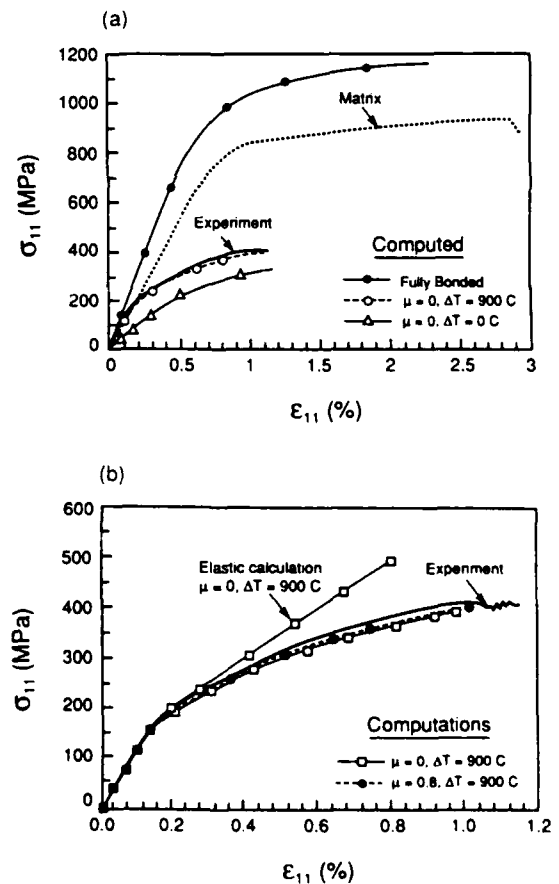 (a)
1200
1000
800
600
400
200
0
σ11 (MPa)
Matrix
Experiment
Computed
Fully Bonded
μ = 0, ΔT = 900 C
μ = 0, ΔT = 0 C
0 0.5 1 1.5 2 2.5 3
ε11 (%)
(b)
600
500
400
300
200
100
0
σ11 (MPa)
Elastic calculation
μ = 0, ΔT = 900 C
Experiment
Computations
μ = 0, ΔT = 900 C
μ = 0.8, ΔT = 900 C
0.0 0.2 0.4 0.6 0.8 1.0 1.2
ε11 (%)